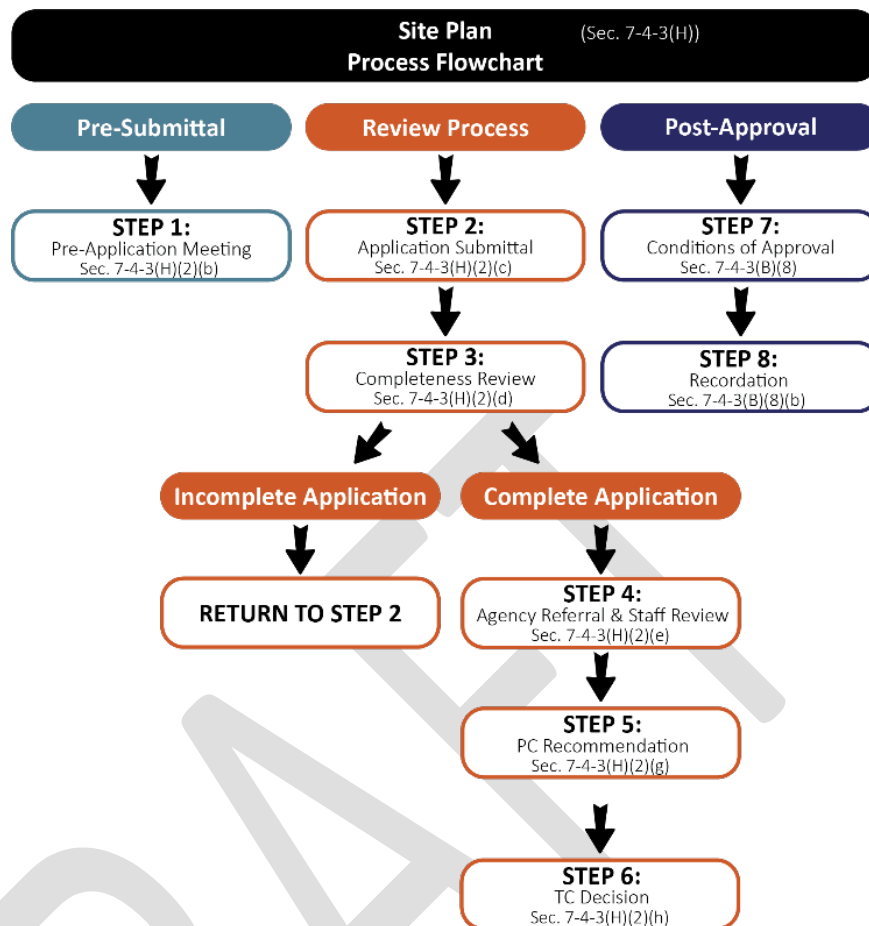 Site Plan (Sec. 7-4-3(H))
Process Flowchart
Pre-Submittal
Review Process
Post-Approval
STEP 1:
Pre-Application Meeting
Sec. 7-4-3(H)(2)(b)
STEP 2:
Application Submittal
Sec. 7-4-3(H)(2)(c)
STEP 7:
Conditions of Approval
Sec. 7-4-3(B)(8)
STEP 3:
Completeness Review
Sec. 7-4-3(H)(2)(d)
STEP 8:
Recordation
Sec. 7-4-3(B)(8)(b)
Incomplete Application
Complete Application
RETURN TO STEP 2
STEP 4:
Agency Referral & Staff Review
Sec. 7-4-3(H)(2)(e)
STEP 5:
PC Recommendation
Sec. 7-4-3(H)(2)(g)
STEP 6:
TC Decision
Sec. 7-4-3(H)(2)(h)
DRAFT